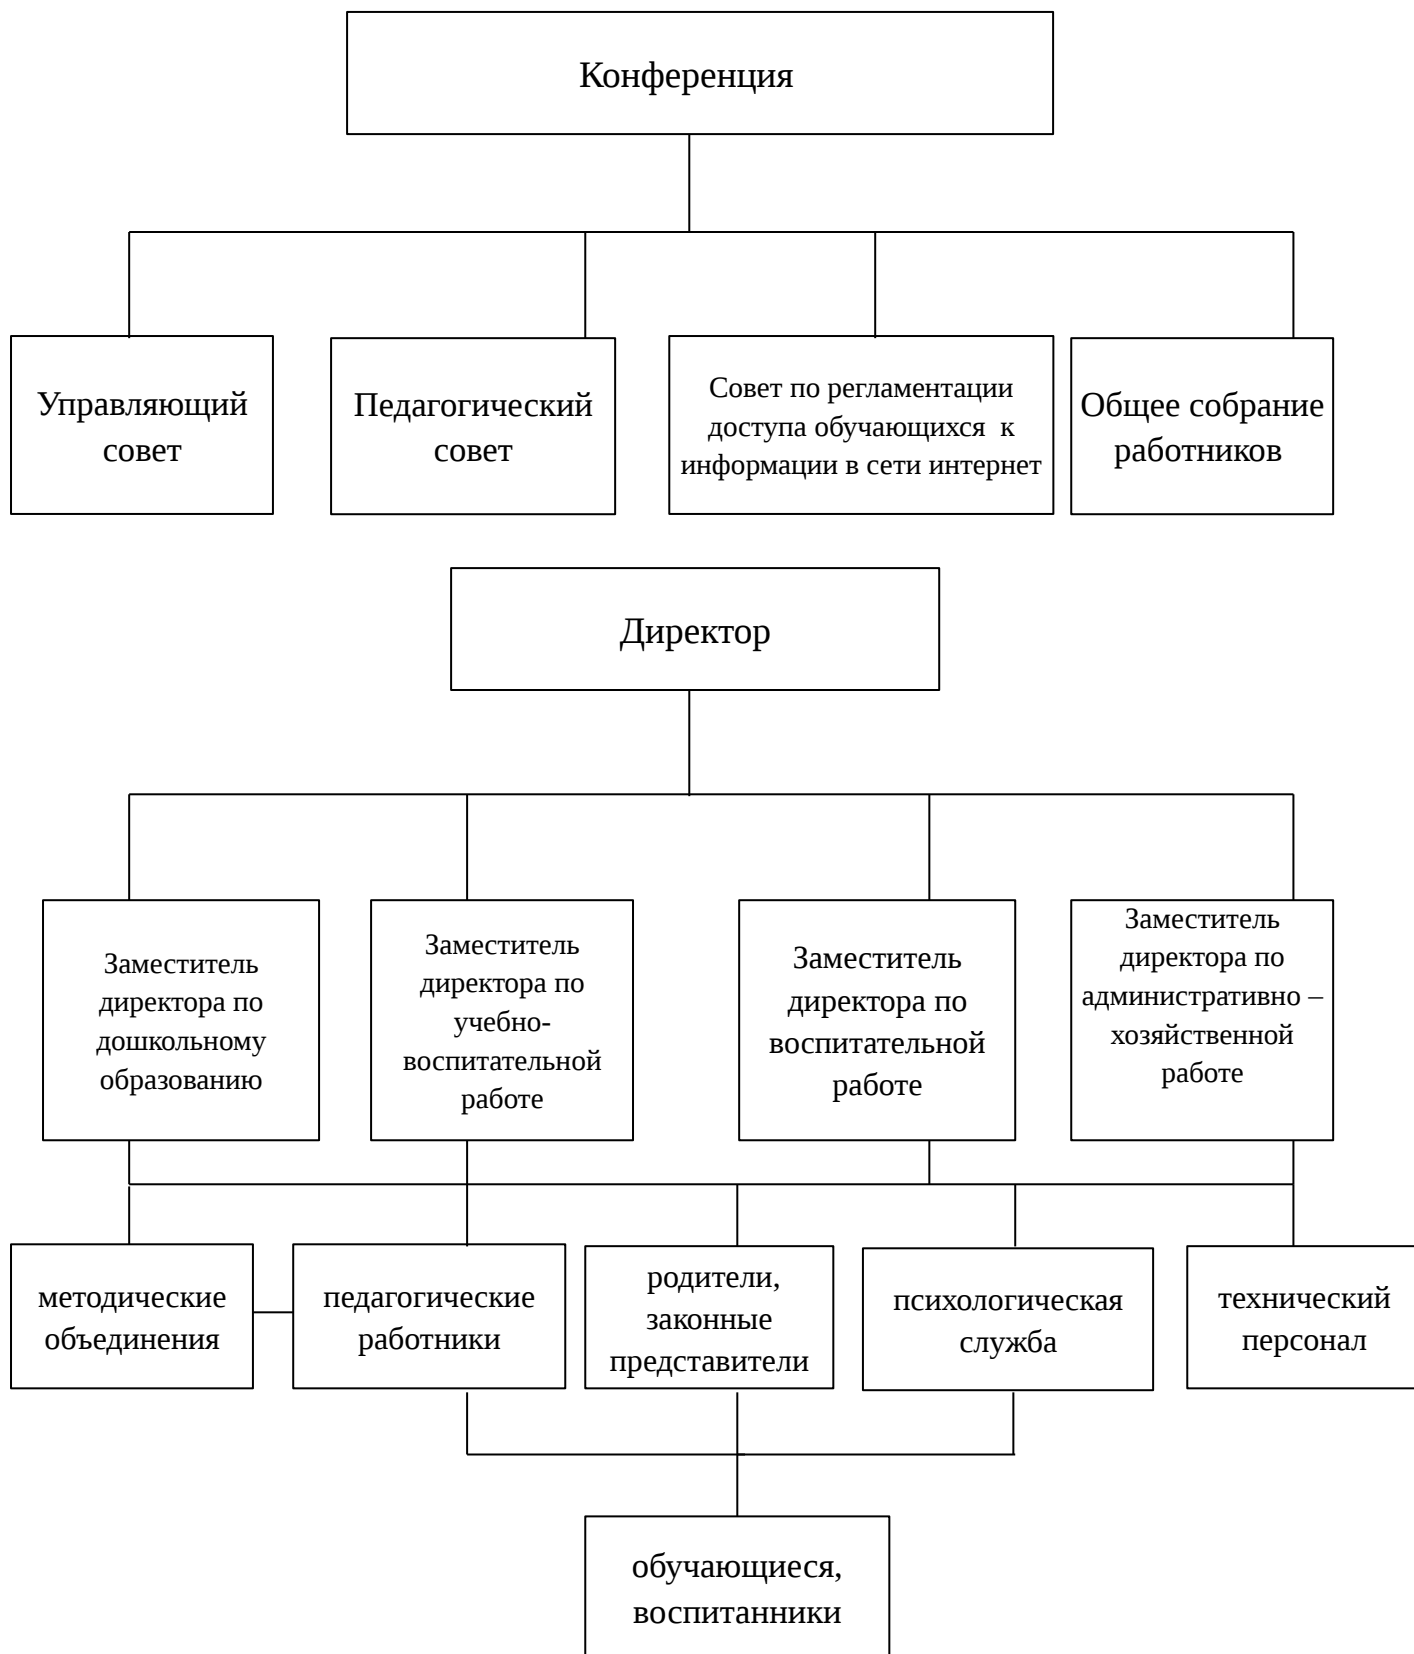 Конференция
Управляющий
совет
Педагогический
совет
Совет по регламентации
доступа обучающихся  к
информации в сети интернет
Общее собрание
работников
Директор
Заместитель
директора по
дошкольному
образованию
Заместитель
директора по
учебно-
воспитательной
работе
Заместитель
директора по
воспитательной
работе
Заместитель
директора по
административно –
хозяйственной
работе
методические
объединения
педагогические
работники
родители,
законные
представители
психологическая
служба
технический
персонал
обучающиеся,
воспитанники